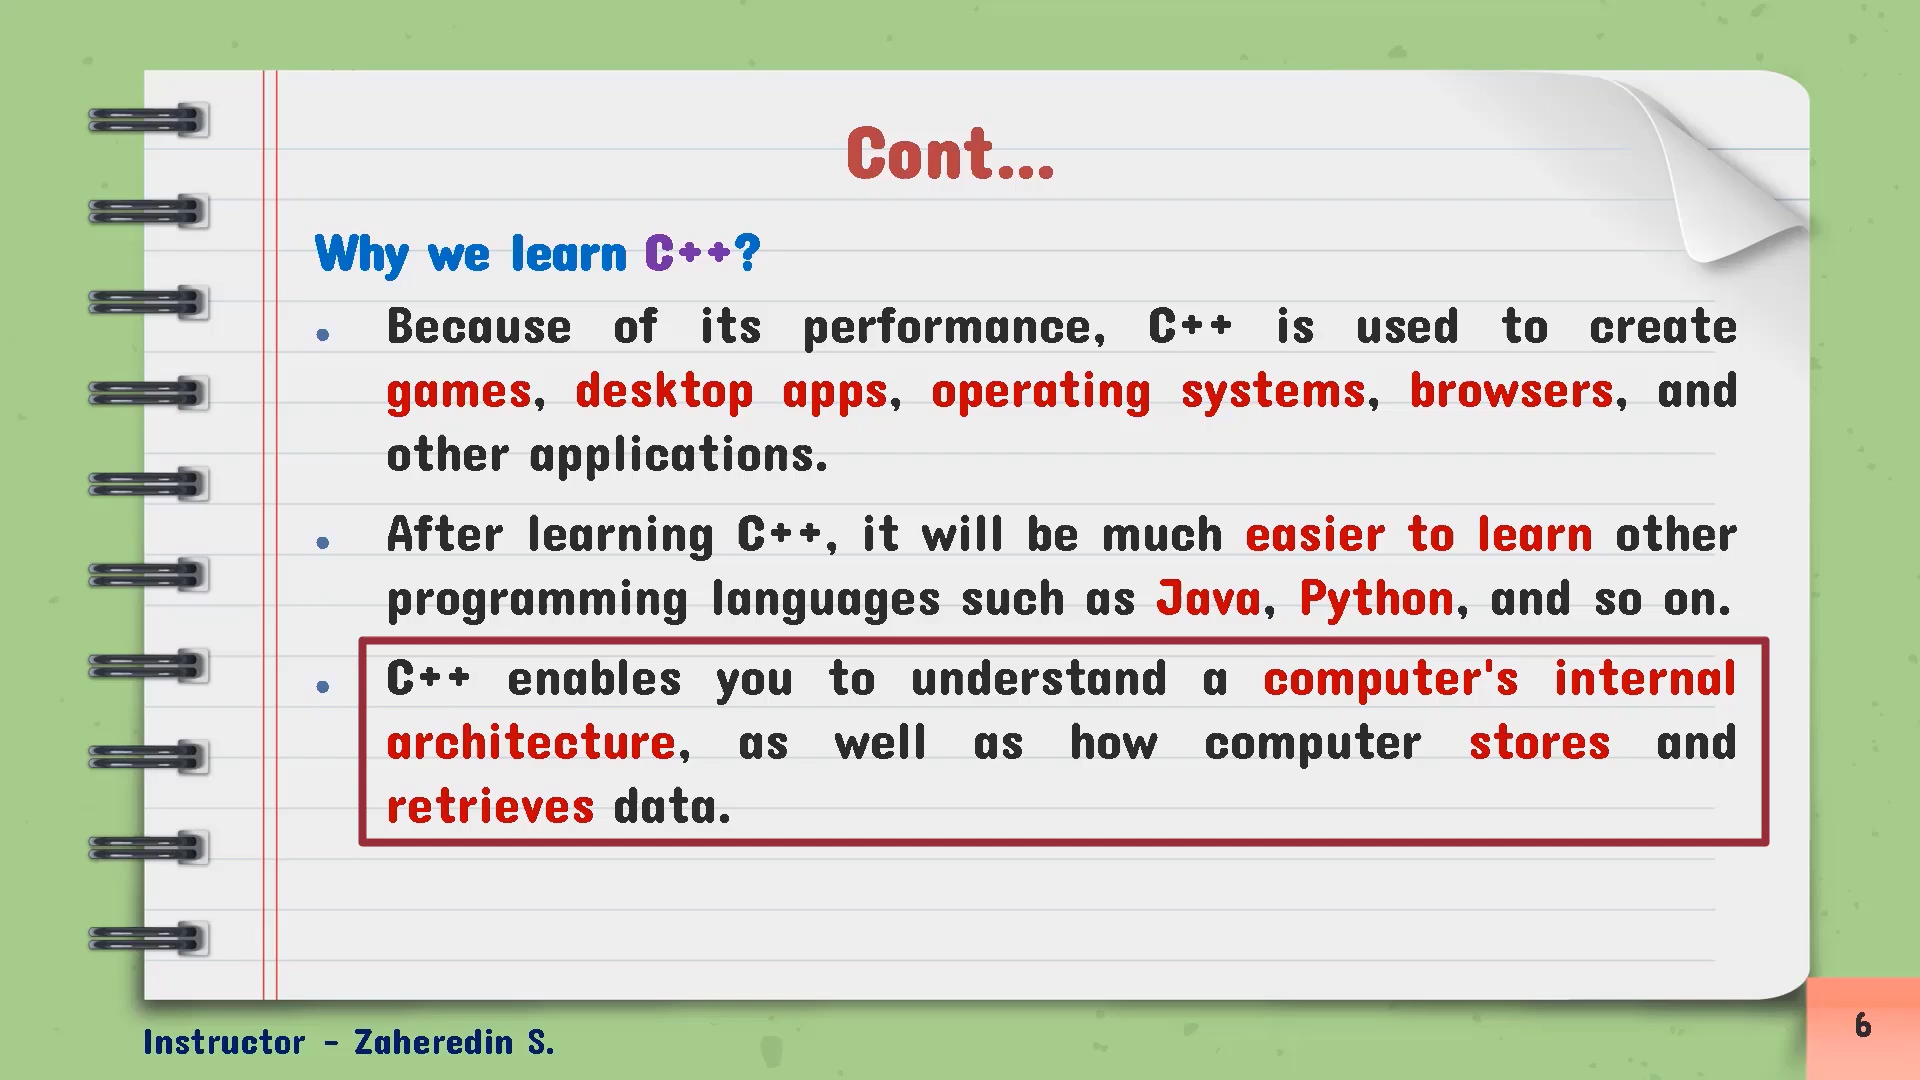 Cont...
Why we learn C++?
• Because of its performance, C++ is used to create
games, desktop apps, operating systems, browsers, and
other applications.
• After learning C++, it will be much easier to learn other
programming languages such as Java, Python, and so on.
• C++ enables you to understand a computer's internal
architecture, as well as how computer stores and
retrieves data.
Instructor - Zaheredin S.
6